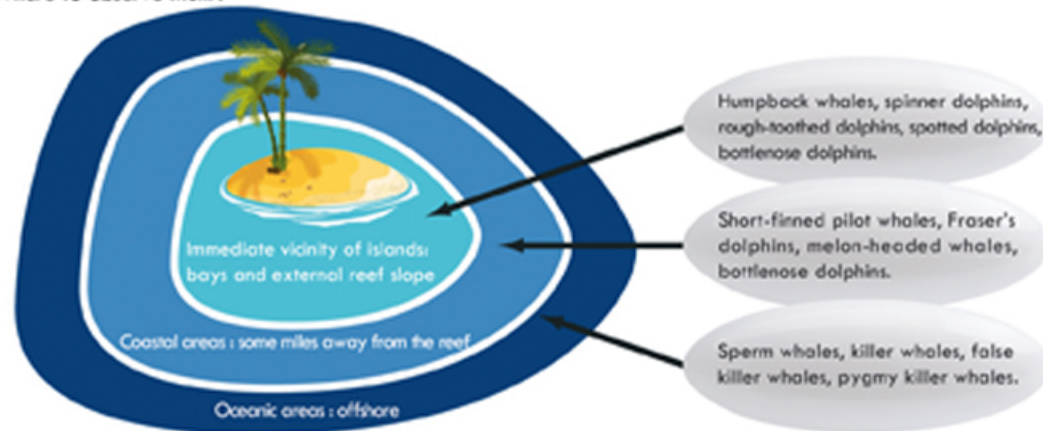 Immediate vicinity of islands:
bays and external reef slope
Coastal areas : some miles away from the reef
Oceanic areas : offshore
Humpback whales, spinner dolphins,
rough-toothed dolphins, spotted dolphins,
bottlenose dolphins.
Short-finned pilot whales, Fraser's
dolphins, melon-headed whales,
bottlenose dolphins.
Sperm whales, killer whales, false
killer whales, pygmy killer whales.